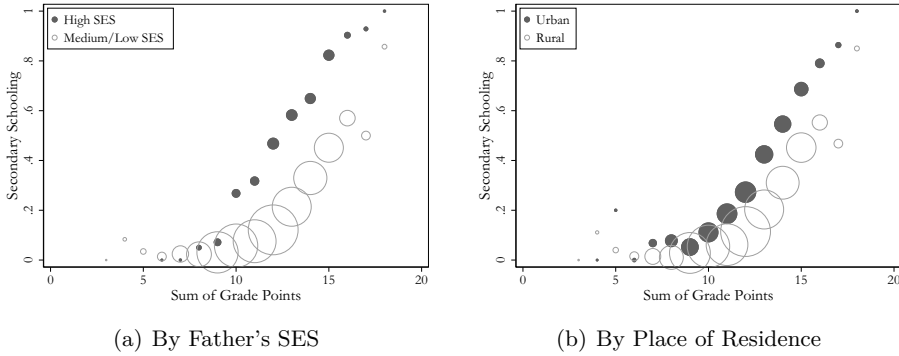 High SES
Medium/Low SES
Secondary Schooling
0 .2 .4 .6 .8 1
0 5 10 15 20
Sum of Grade Points
(a) By Father's SES
Urban
Rural
Secondary Schooling
0 .2 .4 .6 .8 1
0 5 10 15 20
Sum of Grade Points
(b) By Place of Residence